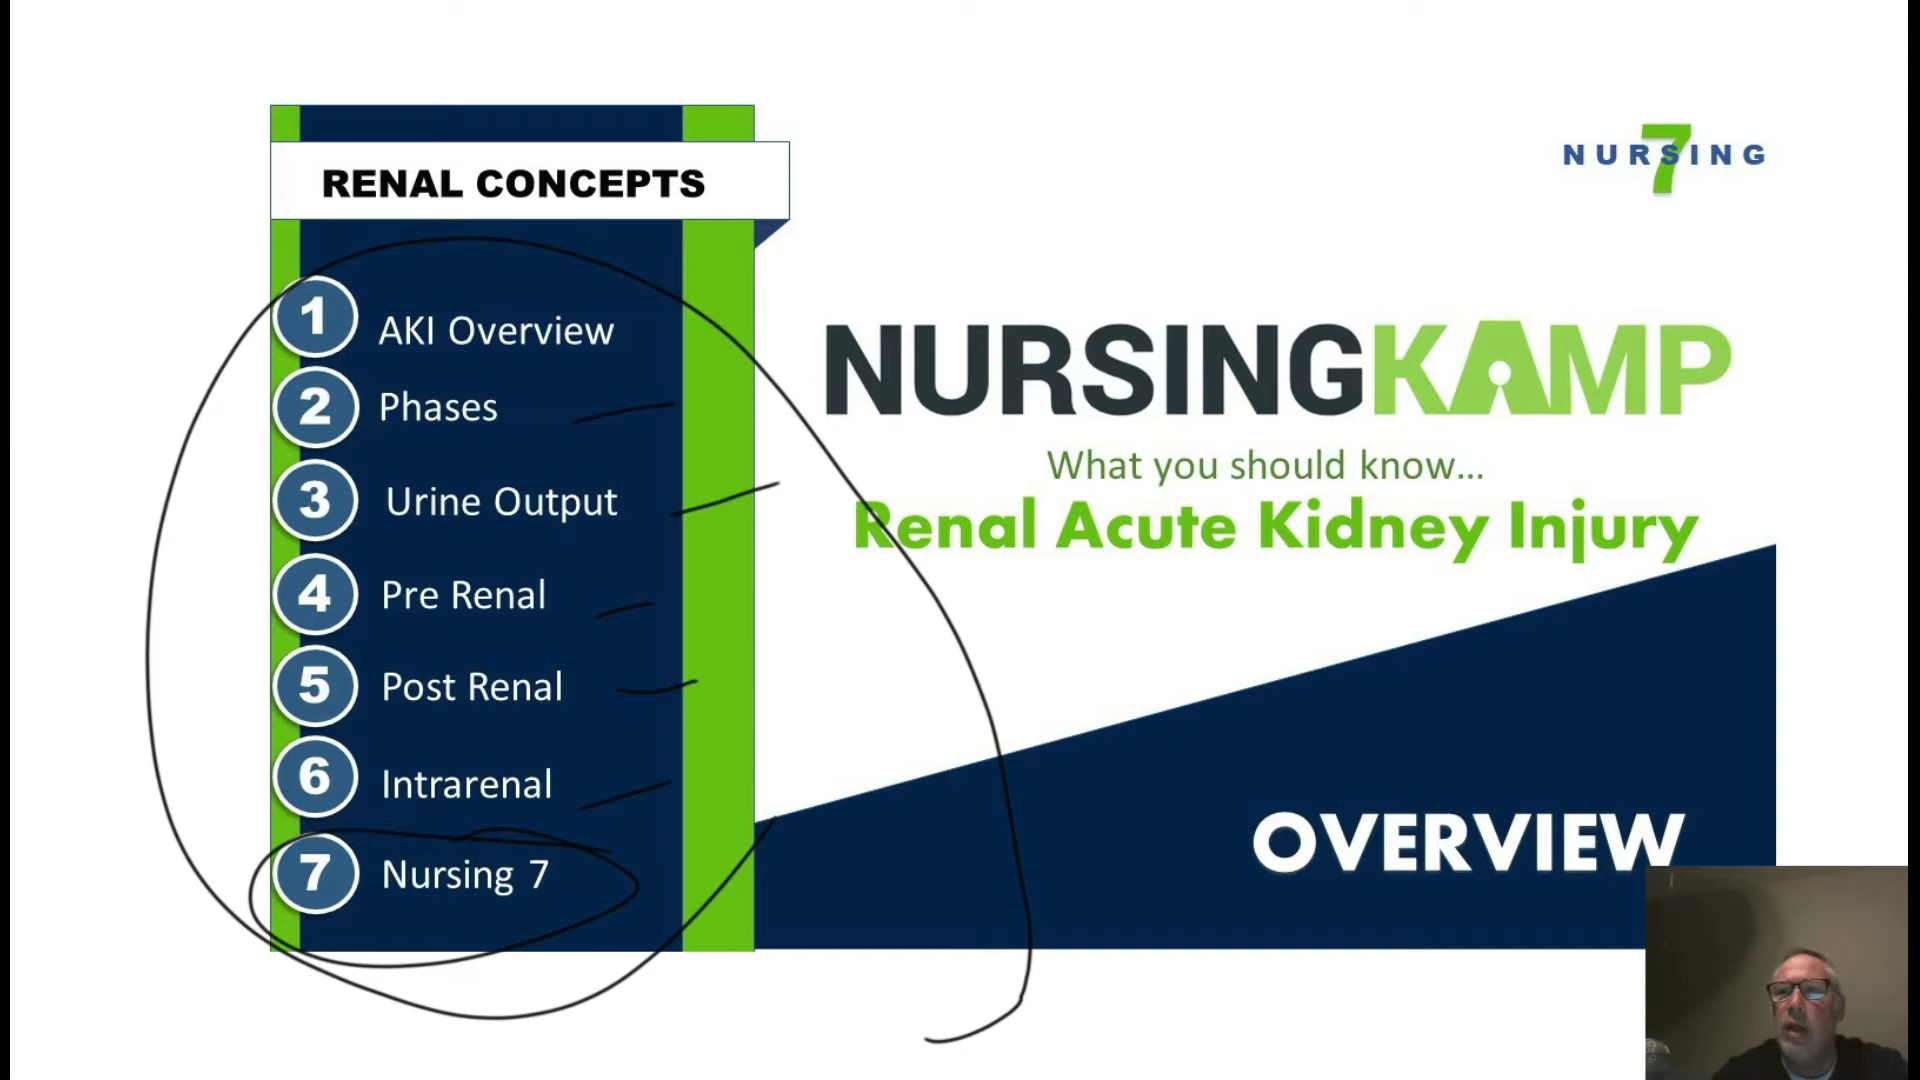 RENAL CONCEPTS
1 AKI Overview
2 Phases
3 Urine Output
4 Pre Renal
5 Post Renal
6 Intrarenal
7 Nursing 7
NURSING 7
NURSINGKAMP
What you should know...
Renal Acute Kidney Injury
OVERVIEW